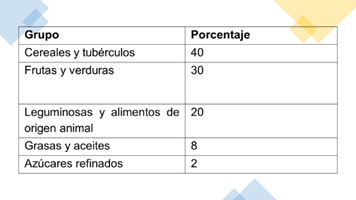 Grupo Porcentaje
Cereales y tubérculos 40
Frutas y verduras 30
Leguminosas y alimentos de 20
origen animal
Grasas y aceites 8
Azúcares refinados 2